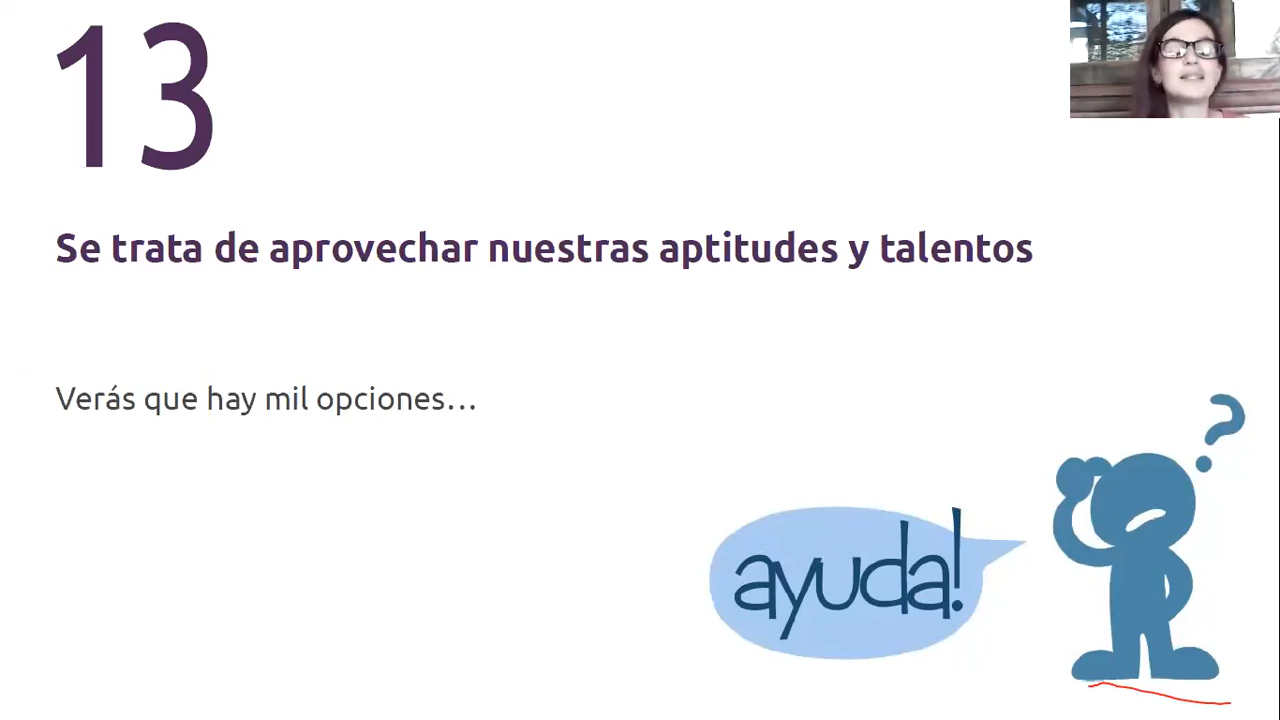 13
Se trata de aprovechar nuestras aptitudes y talentos
Verás que hay mil opciones...
ayuda!
?